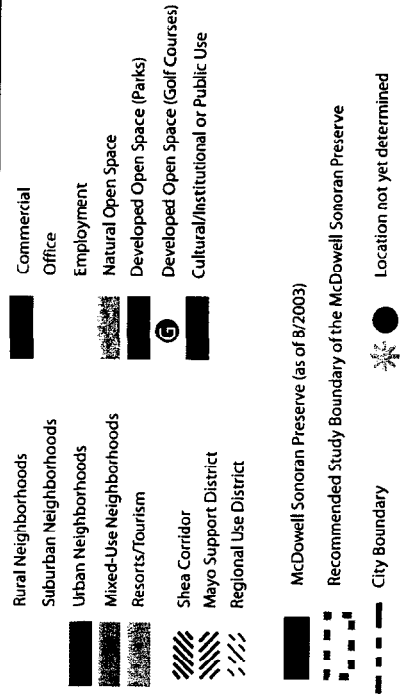 Rural Neighborhoods
Suburban Neighborhoods
Urban Neighborhoods
Mixed-Use Neighborhoods
Resorts/Tourism
Shea Corridor
Mayo Support District
Regional Use District
Commercial
Office
Employment
Natural Open Space
Developed Open Space (Parks)
G Developed Open Space (Golf Courses)
Cultural/Institutional or Public Use
McDowell Sonoran Preserve (as of 8/2003)
Recommended Study Boundary of the McDowell Sonoran Preserve
City Boundary
Location not yet determined